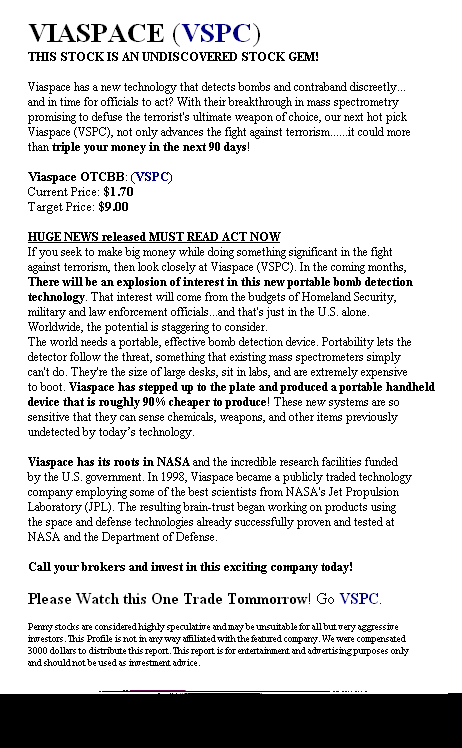 VIASPACE (VSPC)
THIS STOCK IS AN UNDISCOVERED STOCK GEM!
Viaspace has a new technology that detects bombs and contraband discreetly...
and in time for officials to act? With their breakthrough in mass spectrometry
promising to defuse the terrorist's ultimate weapon of choice, our next hot pick
Viaspace (VSPC), not only advances the fight against terrorism......it could more
than triple your money in the next 90 days!
Viaspace OTCBB: (VSPC)
Current Price: $1.70
Target Price: $9.00
HUGE NEWS released MUST READ ACT NOW
If you seek to make big money while doing something significant in the fight
against terrorism, then look closely at Viaspace (VSPC). In the coming months,
There will be an explosion of interest in this new portable bomb detection
technology. That interest will come from the budgets of Homeland Security,
military and law enforcement officials...and that's just in the U.S. alone.
Worldwide, the potential is staggering to consider.
The world needs a portable, effective bomb detection device. Portability lets the
detector follow the threat, something that existing mass spectrometers simply
can't do. They're the size of large desks, sit in labs, and are extremely expensive
to boot. Viaspace has stepped up to the plate and produced a portable handheld
device that is roughly 90% cheaper to produce! These new systems are so
sensitive that they can sense chemicals, weapons, and other items previously
undetected by today's technology.
Viaspace has its roots in NASA and the incredible research facilities funded
by the U.S. government. In 1998, Viaspace became a publicly traded technology
company employing some of the best scientists from NASA's Jet Propulsion
Laboratory (JPL). The resulting brain-trust began working on products using
the space and defense technologies already successfully proven and tested at
NASA and the Department of Defense.
Call your brokers and invest in this exciting company today!
Please Watch this One Trade Tommorrow! Go VSPC.
Penny stocks are considered highly speculative and may be unsuitable for all but very aggressive
investors. This Profile is not in any way affiliated with the featured company. We were compensated
3000 dollars to distribute this report. This report is for entertainment and advertising purposes only
and should not be used as investment advice.